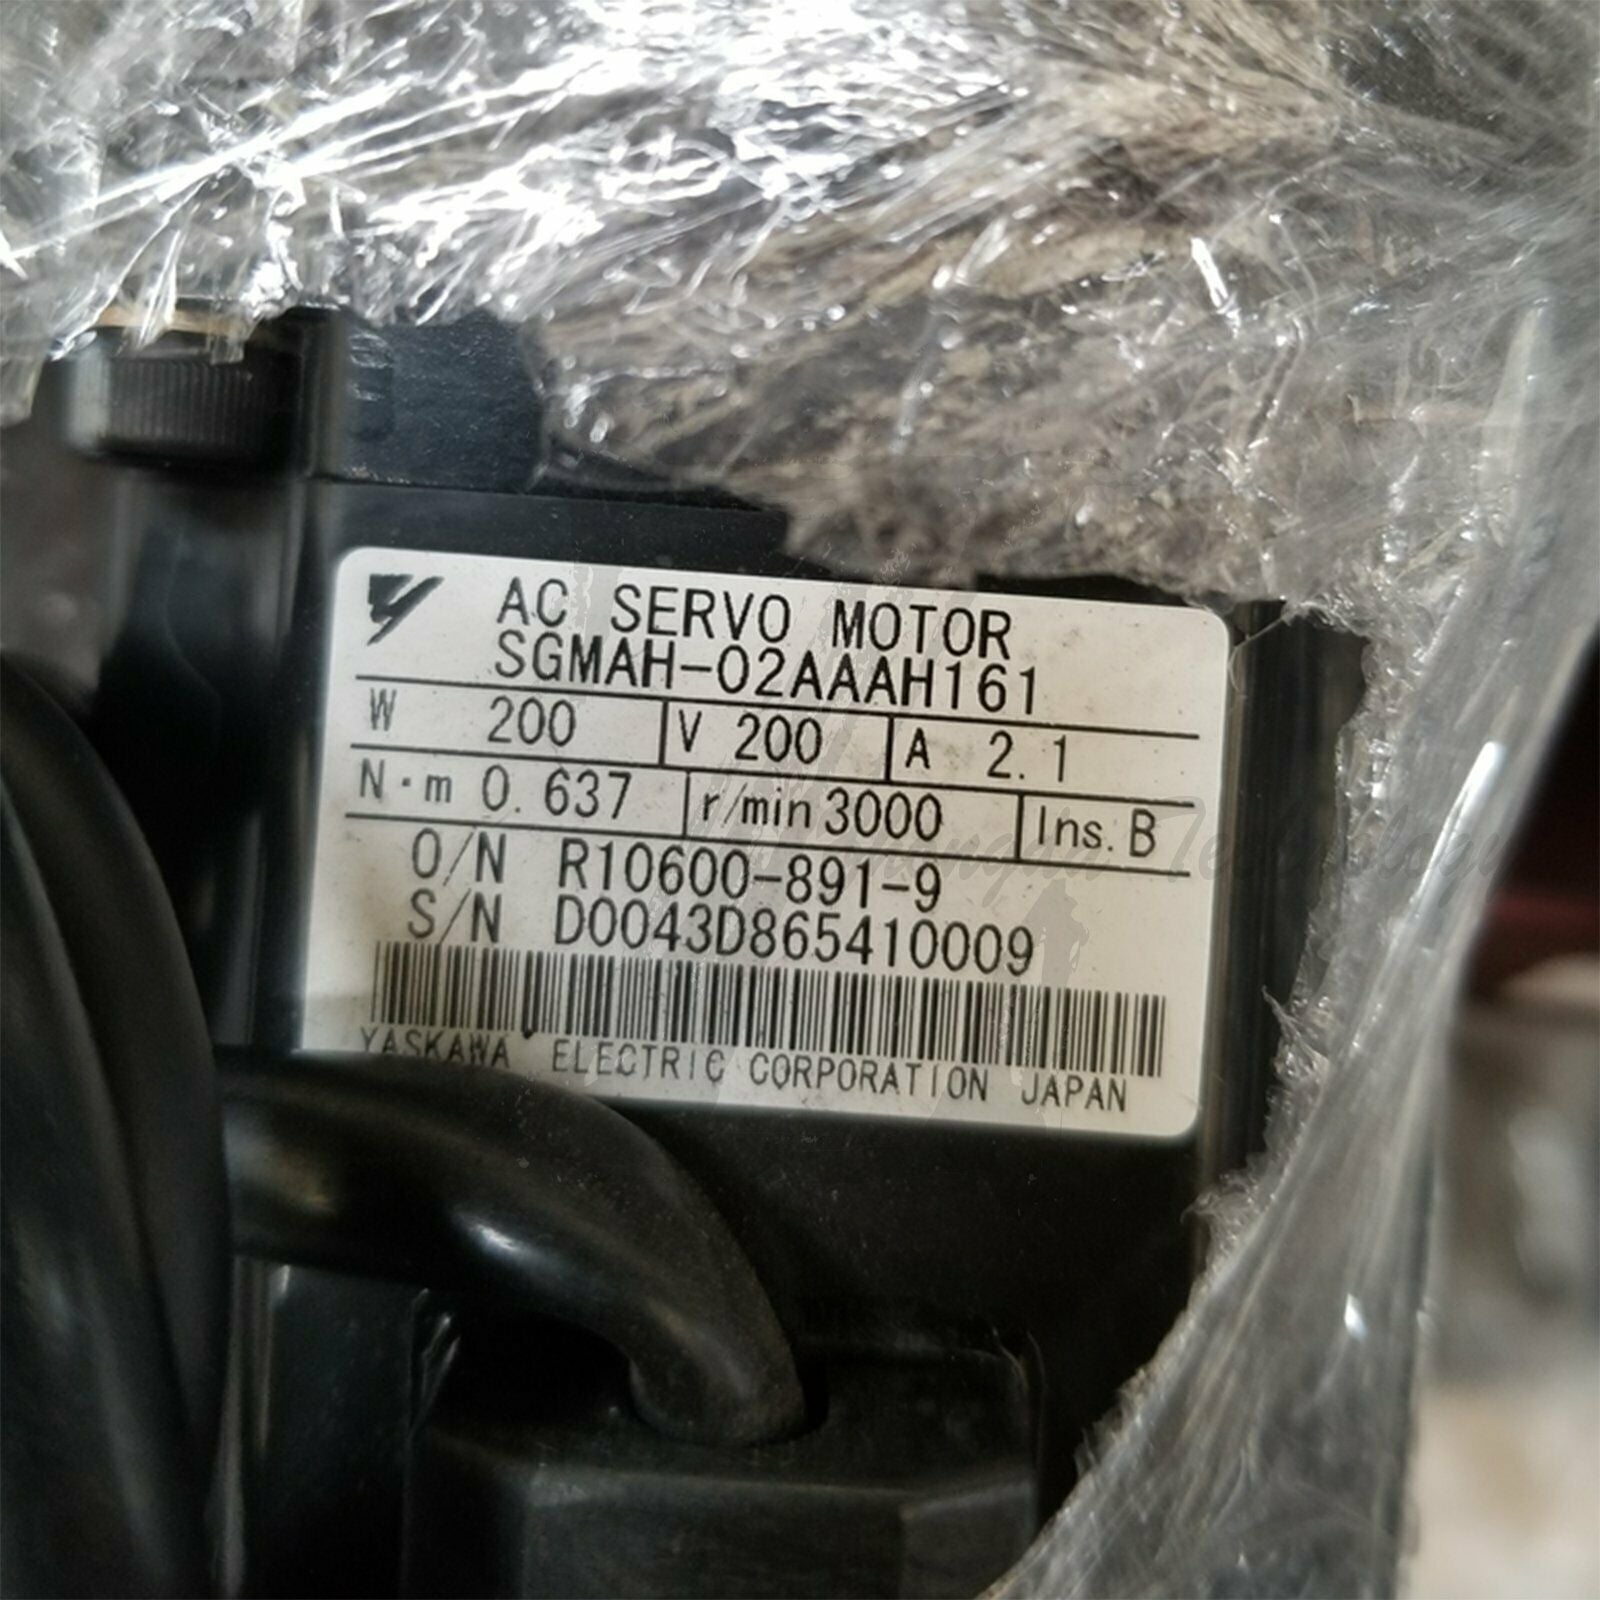 AC SERVO MOTOR
SGMAH-02AAAH161
W 200 V 200 A 2.1
N·m 0.637 r/min 3000 Ins. B
O/N R10600-891-9
S/N D0043D865410009
YASKAWA ELECTRIC CORPORATION JAPAN